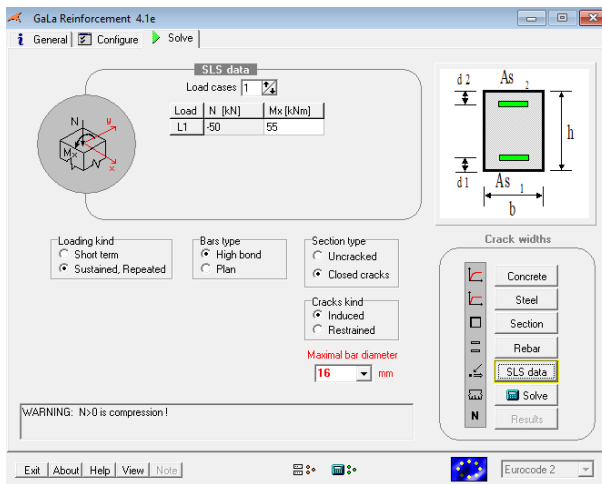 GaLa Reinforcement 4.1e
General Configure Solve
SLS data
Load cases 1
Load N [kN] Mx [kNm]
L1 -50 55
N
y
Mx
x
d2 As 2
h
d1 As 1
b
Loading kind
Short term
Sustained, Repeated
Bars type
High bond
Plan
Section type
Uncracked
Closed cracks
Cracks kind
Induced
Restrained
Maximal bar diameter
16 mm
Crack widths
Concrete
Steel
Section
Rebar
SLS data
Solve
N Results
WARNING: N>0 is compression !
Exit About Help View Note
Eurocode 2